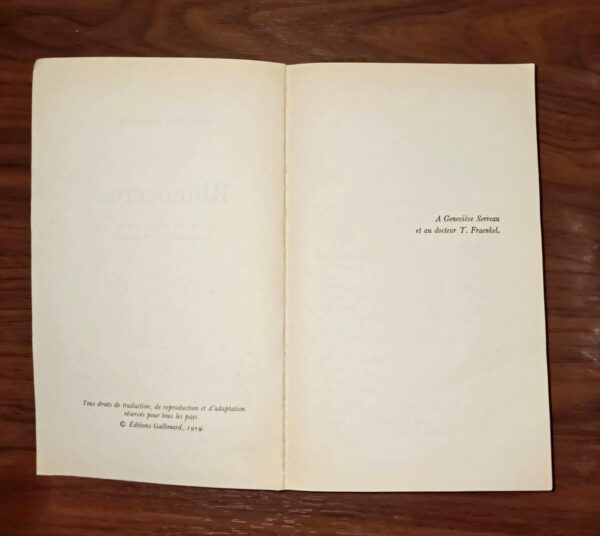 Rhinocéros
Tous droits de traduction, de reproduction et d'adaptation
réservés pour tous les pays.
© Éditions Gallimard, 1959.
A Geneviève Serreau
et au docteur T. Fraenkel.